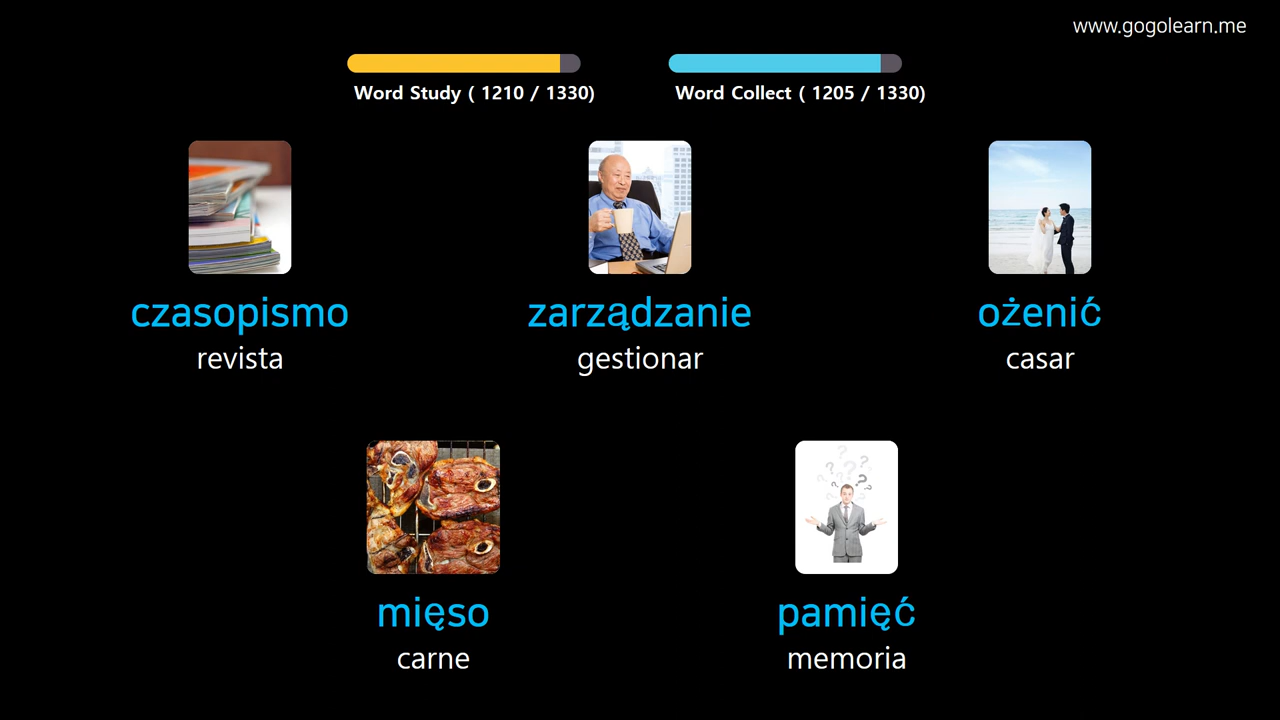 www.gogolearn.me
Word Study ( 1210 / 1330)
Word Collect ( 1205 / 1330)
czasopismo
revista
zarządzanie
gestionar
ożenić
casar
mięso
carne
pamięć
memoria